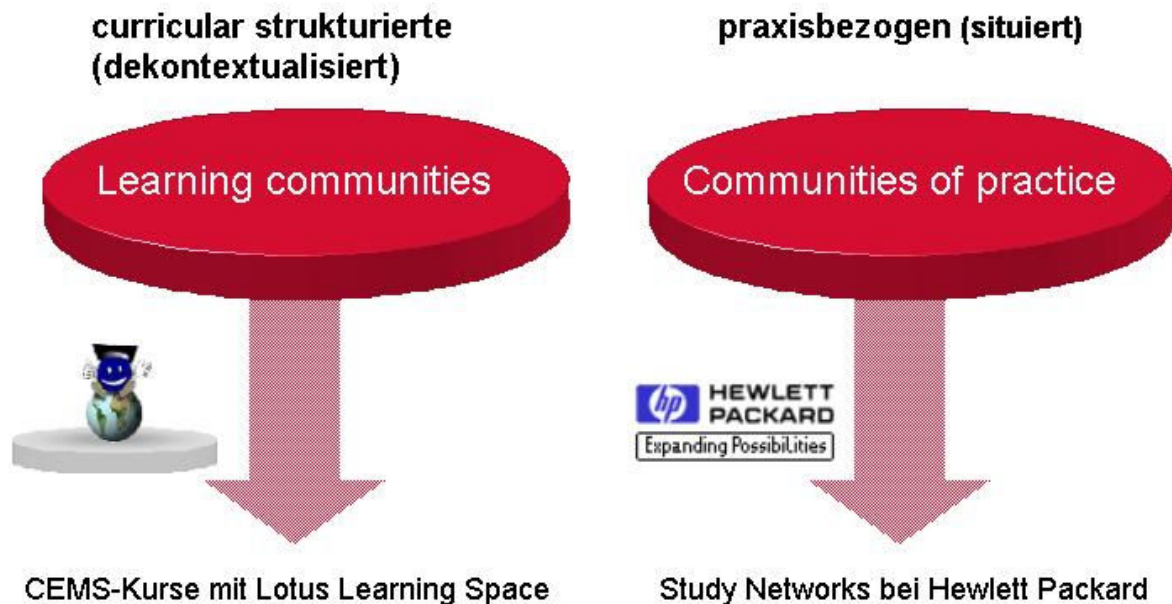 curricular strukturierte
(dekontextualisiert)
Learning communities
CEMS-Kurse mit Lotus Learning Space
praxisbezogen (situiert)
Communities of practice
hp HEWLETT
PACKARD
Expanding Possibilities
Study Networks bei Hewlett Packard